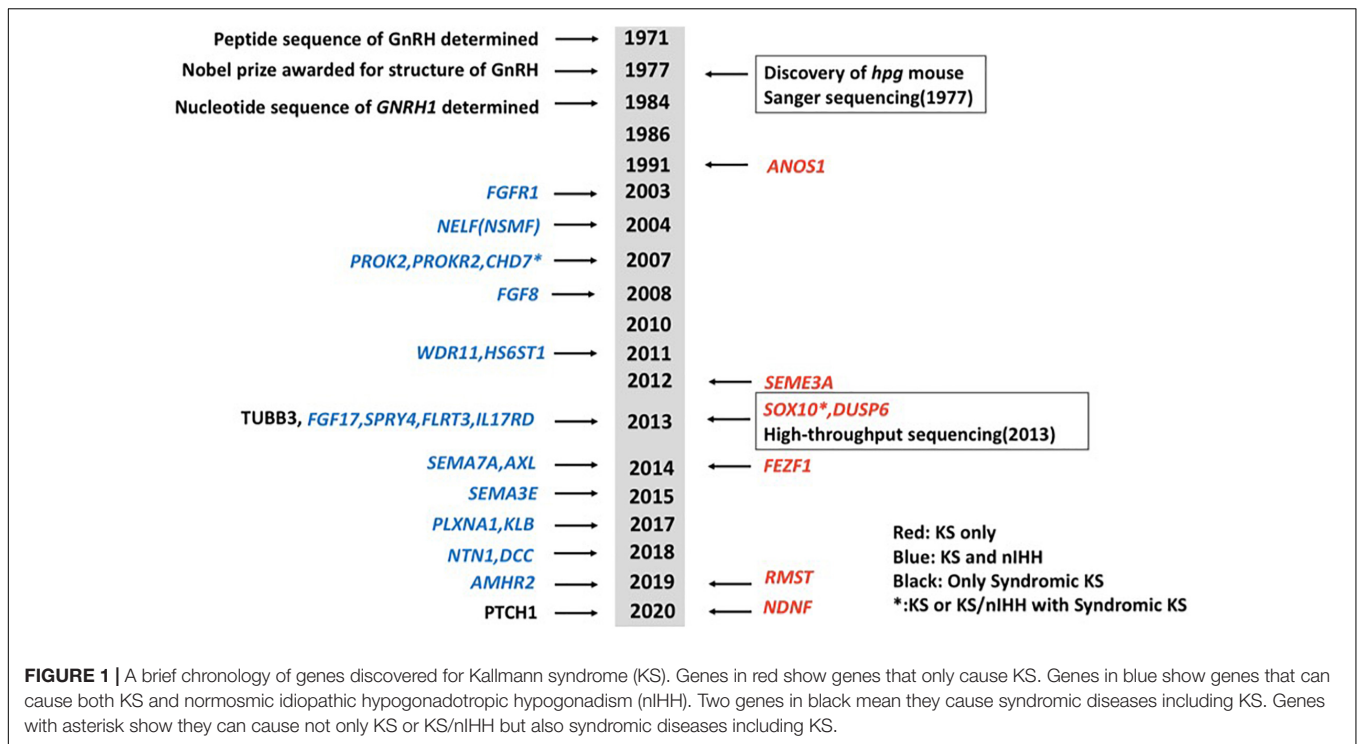 Peptide sequence of GnRH determined 1971
Nobel prize awarded for structure of GnRH 1977 Discovery of hpg mouse
Sanger sequencing(1977)
Nucleotide sequence of GNRH1 determined 1984
1986
1991 ANOS1
FGFR1 2003
NELF(NSMF) 2004
PROK2,PROKR2,CHD7* 2007
FGF8 2008
2010
WDR11,HS6ST1 2011
2012 SEME3A
TUBB3, FGF17,SPRY4,FLRT3,IL17RD 2013 SOX10*,DUSP6
High-throughput sequencing(2013)
SEMA7A,AXL 2014 FEZF1
SEMA3E 2015
PLXNA1,KLB 2017
NTN1,DCC 2018
AMHR2 2019 RMST
PTCH1 2020 NDNF
Red: KS only
Blue: KS and nIHH
Black: Only Syndromic KS
*:KS or KS/nIHH with Syndromic KS
FIGURE 1 | A brief chronology of genes discovered for Kallmann syndrome (KS). Genes in red show genes that only cause KS. Genes in blue show genes that can
cause both KS and normosmic idiopathic hypogonadotropic hypogonadism (nIHH). Two genes in black mean they cause syndromic diseases including KS. Genes
with asterisk show they can cause not only KS or KS/nIHH but also syndromic diseases including KS.